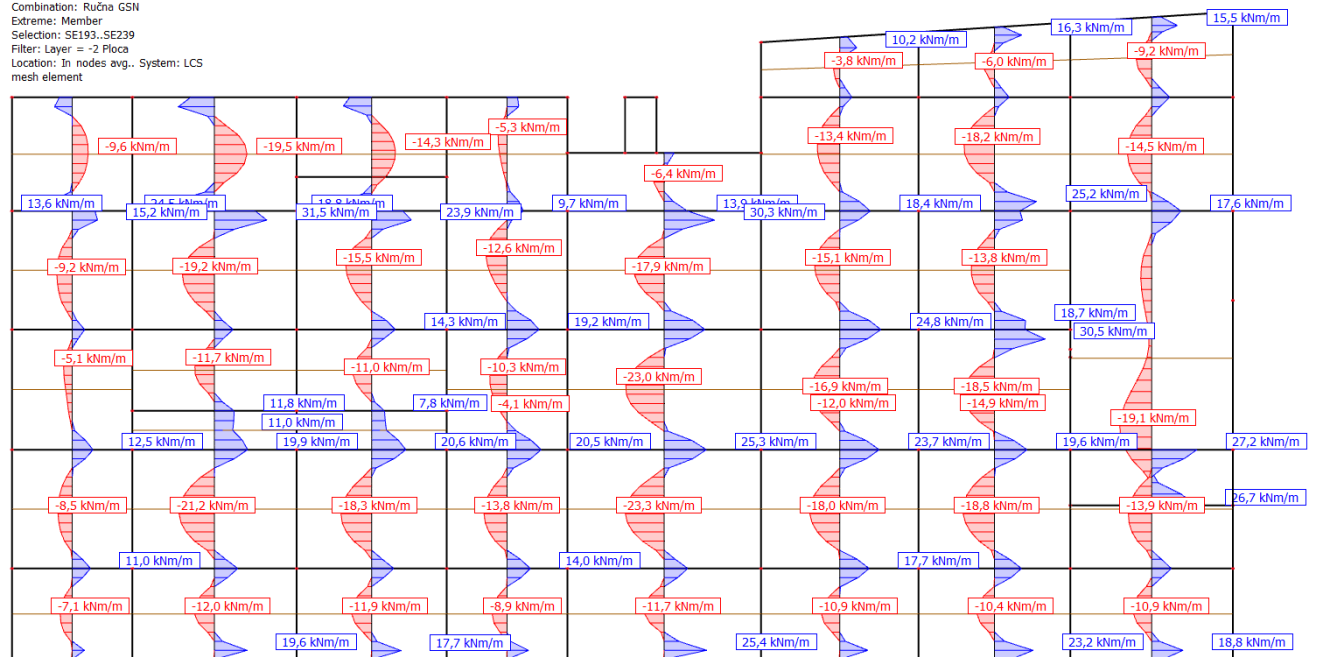 Combination: Ručna GSN
Extreme: Member
Selection: SE193..SE239
Filter: Layer = -2 Ploca
Location: In nodes avg.. System: LCS
mesh element
15,5 kNm/m
16,3 kNm/m
10,2 kNm/m
-9,2 kNm/m
-3,8 kNm/m
-6,0 kNm/m
-5,3 kNm/m
-13,4 kNm/m
-18,2 kNm/m
-14,3 kNm/m
-9,6 kNm/m
-19,5 kNm/m
-14,5 kNm/m
-6,4 kNm/m
25,2 kNm/m
13,6 kNm/m
24,5 kNm/m
18,8 kNm/m
9,7 kNm/m
13,9 kNm/m
18,4 kNm/m
17,6 kNm/m
15,2 kNm/m
31,5 kNm/m
23,9 kNm/m
30,3 kNm/m
-12,6 kNm/m
-15,5 kNm/m
-15,1 kNm/m
-13,8 kNm/m
-9,2 kNm/m
-19,2 kNm/m
-17,9 kNm/m
18,7 kNm/m
14,3 kNm/m
19,2 kNm/m
24,8 kNm/m
30,5 kNm/m
-5,1 kNm/m
-11,7 kNm/m
-11,0 kNm/m
-10,3 kNm/m
-23,0 kNm/m
-16,9 kNm/m
-18,5 kNm/m
11,8 kNm/m
7,8 kNm/m
-4,1 kNm/m
-12,0 kNm/m
-14,9 kNm/m
-19,1 kNm/m
11,0 kNm/m
12,5 kNm/m
19,9 kNm/m
20,6 kNm/m
20,5 kNm/m
25,3 kNm/m
23,7 kNm/m
19,6 kNm/m
27,2 kNm/m
26,7 kNm/m
-8,5 kNm/m
-21,2 kNm/m
-18,3 kNm/m
-13,8 kNm/m
-23,3 kNm/m
-18,0 kNm/m
-18,8 kNm/m
-13,9 kNm/m
11,0 kNm/m
14,0 kNm/m
17,7 kNm/m
-7,1 kNm/m
-12,0 kNm/m
-11,9 kNm/m
-8,9 kNm/m
-11,7 kNm/m
-10,9 kNm/m
-10,4 kNm/m
-10,9 kNm/m
19,6 kNm/m
17,7 kNm/m
25,4 kNm/m
23,2 kNm/m
18,8 kNm/m